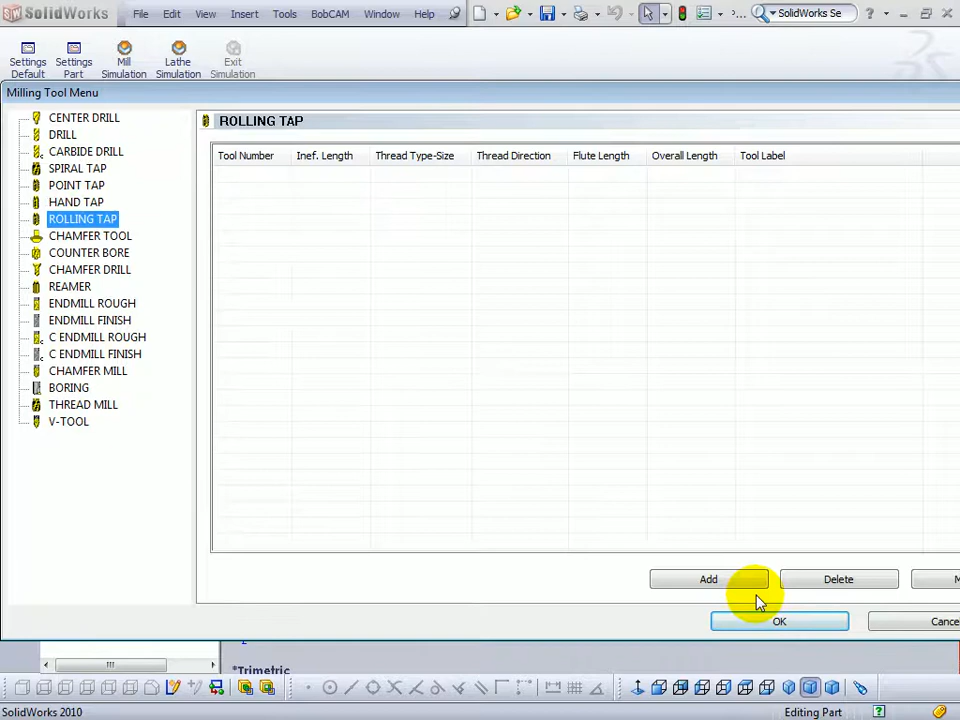 SolidWorks File Edit View Insert Tools BobCAM Window Help ... SolidWorks Se ?
Settings Default
Settings Part
Mill Simulation
Lathe Simulation
Exit Simulation
Milling Tool Menu
CENTER DRILL
DRILL
CARBIDE DRILL
SPIRAL TAP
POINT TAP
HAND TAP
ROLLING TAP
CHAMFER TOOL
COUNTER BORE
CHAMFER DRILL
REAMER
ENDMILL ROUGH
ENDMILL FINISH
C ENDMILL ROUGH
C ENDMILL FINISH
CHAMFER MILL
BORING
THREAD MILL
V-TOOL
ROLLING TAP
Tool Number Inef. Length Thread Type-Size Thread Direction Flute Length Overall Length Tool Label
Add Delete M
OK Cance
*Trimetric
SolidWorks 2010 Editing Part ?